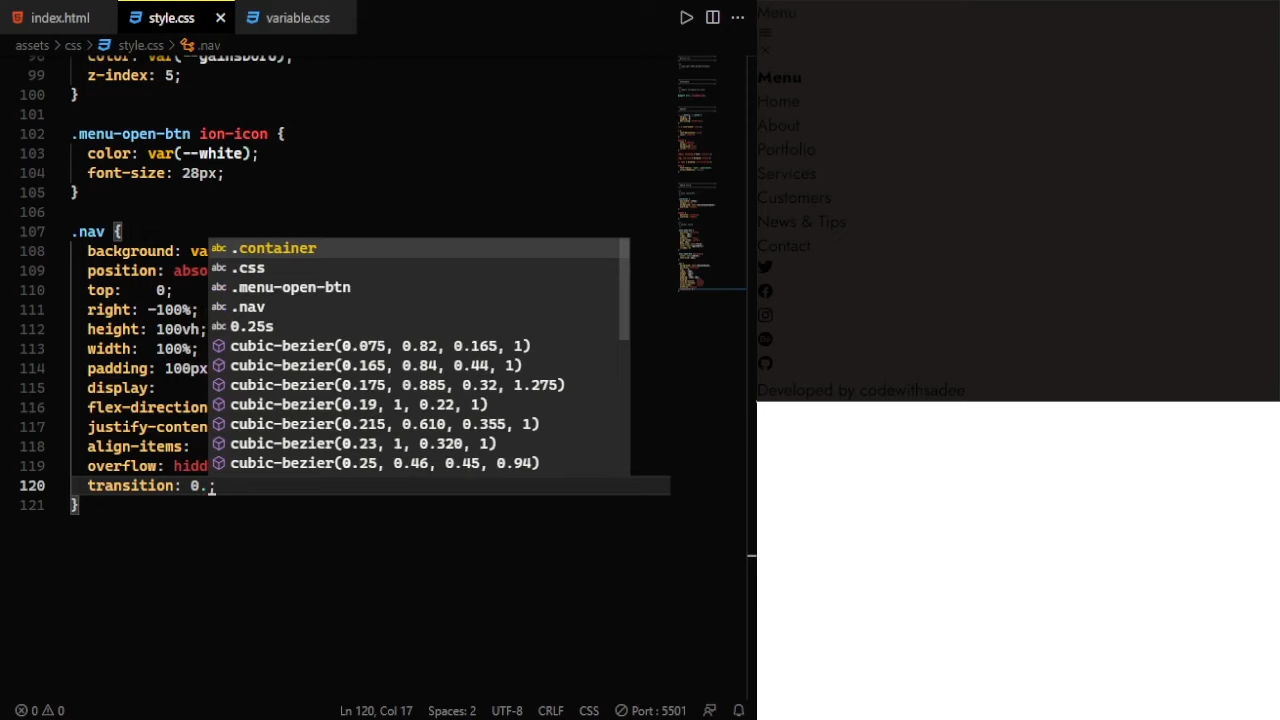 index.html
style.css
variable.css
assets > css > style.css > .nav
98 color: var(--gainsboro);
99 z-index: 5;
100 }
101
102 .menu-open-btn ion-icon {
103 color: var(--white);
104 font-size: 28px;
105 }
106
107 .nav {
108 background: va
109 position: abso
110 top: 0;
111 right: -100%;
112 height: 100vh;
113 width: 100%;
114 padding: 100px
115 display:
116 flex-direction
117 justify-conten
118 align-items:
119 overflow: hidd
120 transition: 0.;
121 }
abc .container
abc .css
abc .menu-open-btn
abc .nav
abc 0.25s
cubic-bezier(0.075, 0.82, 0.165, 1)
cubic-bezier(0.165, 0.84, 0.44, 1)
cubic-bezier(0.175, 0.885, 0.32, 1.275)
cubic-bezier(0.19, 1, 0.22, 1)
cubic-bezier(0.215, 0.610, 0.355, 1)
cubic-bezier(0.23, 1, 0.320, 1)
cubic-bezier(0.25, 0.46, 0.45, 0.94)
0 0
Ln 120, Col 17
Spaces: 2
UTF-8
CRLF
CSS
Port : 5501
Menu
Menu
Home
About
Portfolio
Services
Customers
News & Tips
Contact
Developed by codewithsadee